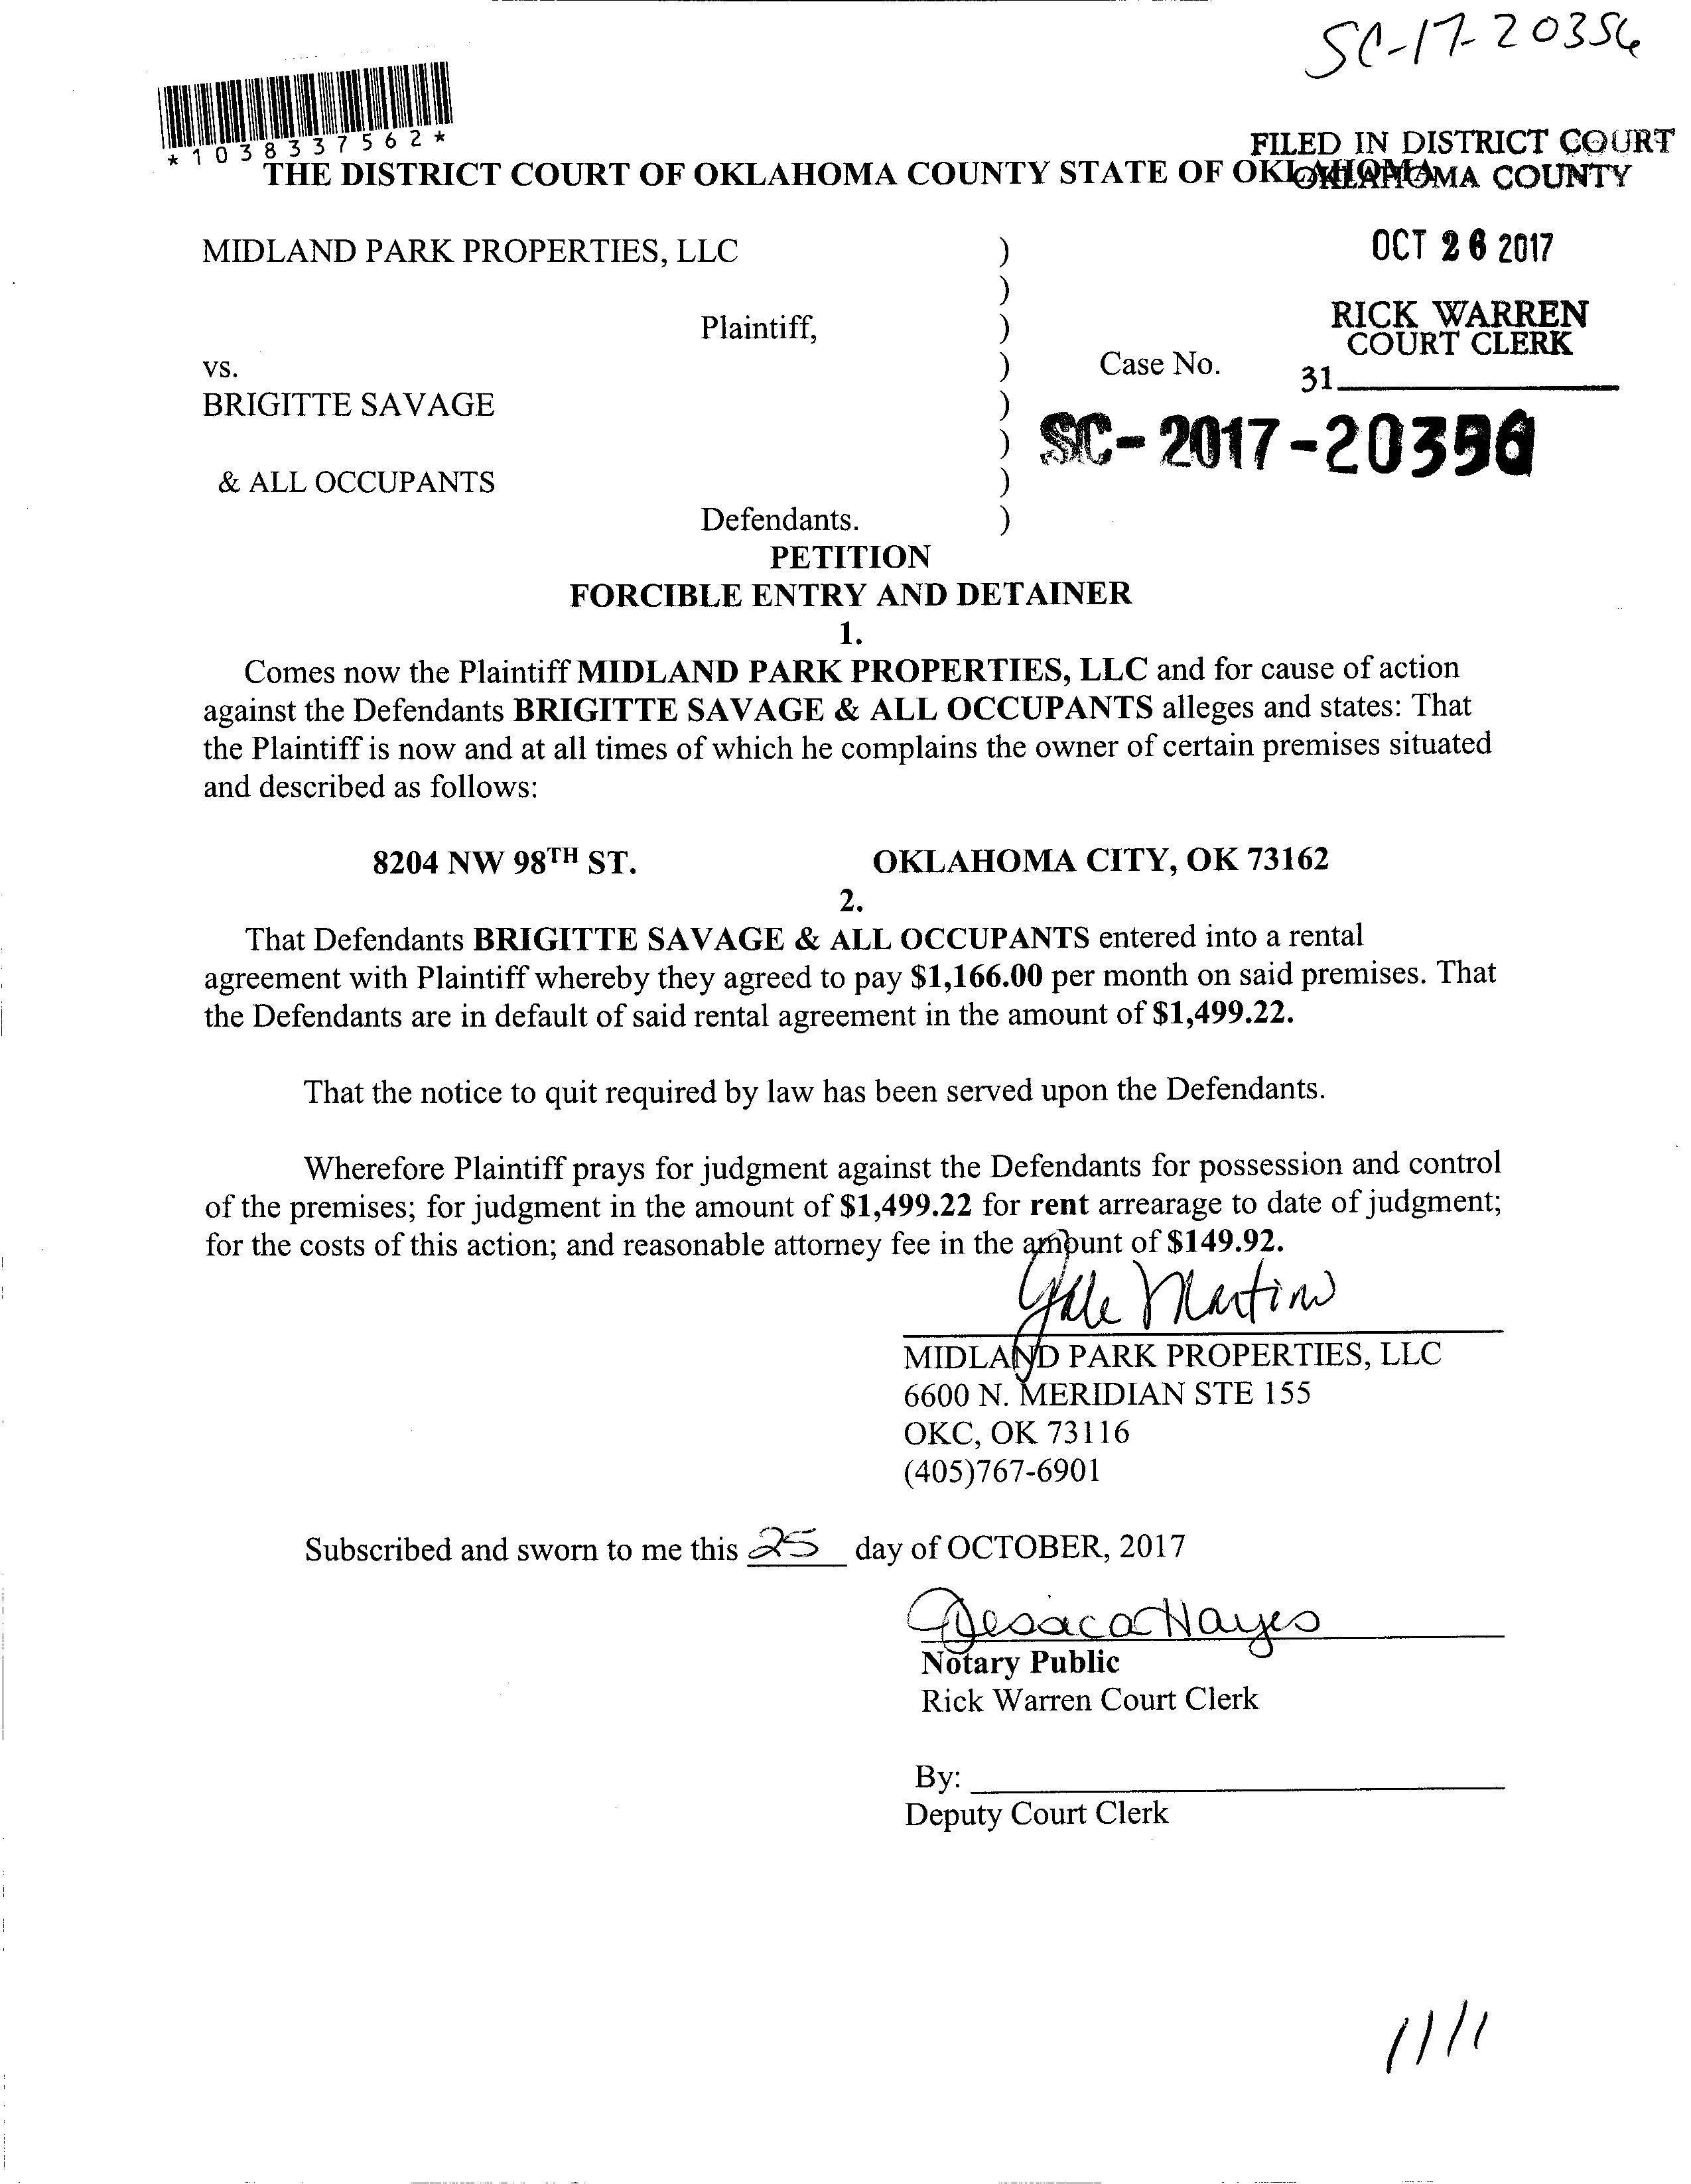 SC-17-20356
*1038337562*
FILED IN DISTRICT COURT
OKLAHOMA COUNTY
THE DISTRICT COURT OF OKLAHOMA COUNTY STATE OF OKLAHOMA
MIDLAND PARK PROPERTIES, LLC )
OCT 26 2017
)
Plaintiff, )
RICK WARREN
COURT CLERK
vs. ) Case No.
31
BRIGITTE SAVAGE )
) SC-2017-20356
& ALL OCCUPANTS )
Defendants. )
PETITION
FORCIBLE ENTRY AND DETAINER
1.
Comes now the Plaintiff MIDLAND PARK PROPERTIES, LLC and for cause of action
against the Defendants BRIGITTE SAVAGE & ALL OCCUPANTS alleges and states: That
the Plaintiff is now and at all times of which he complains the owner of certain premises situated
and described as follows:
8204 NW 98TH ST. OKLAHOMA CITY, OK 73162
2.
That Defendants BRIGITTE SAVAGE & ALL OCCUPANTS entered into a rental
agreement with Plaintiff whereby they agreed to pay $1,166.00 per month on said premises. That
the Defendants are in default of said rental agreement in the amount of $1,499.22.
That the notice to quit required by law has been served upon the Defendants.
Wherefore Plaintiff prays for judgment against the Defendants for possession and control
of the premises; for judgment in the amount of $1,499.22 for rent arrearage to date of judgment;
for the costs of this action; and reasonable attorney fee in the amount of $149.92.
Martin
MIDLAND PARK PROPERTIES, LLC
6600 N. MERIDIAN STE 155
OKC, OK 73116
(405)767-6901
Subscribed and sworn to me this 25 day of OCTOBER, 2017
Jessica Hayes
Notary Public
Rick Warren Court Clerk
By:
Deputy Court Clerk
11/1